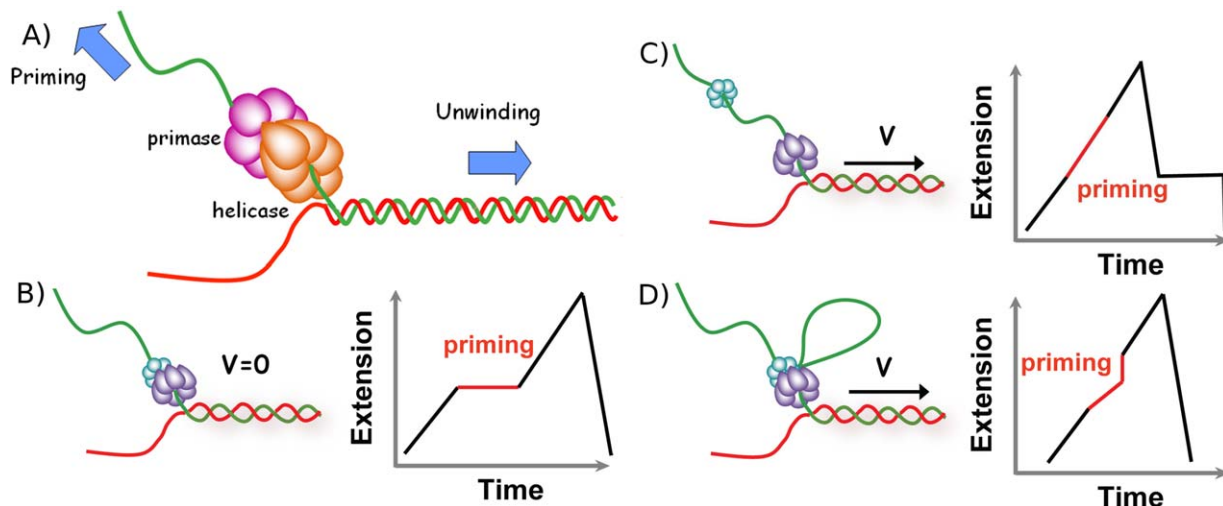 A)
Priming
primase
helicase
Unwinding
B)
V=0
priming
Extension
Time
C)
V
priming
Extension
Time
D)
V
priming
Extension
Time